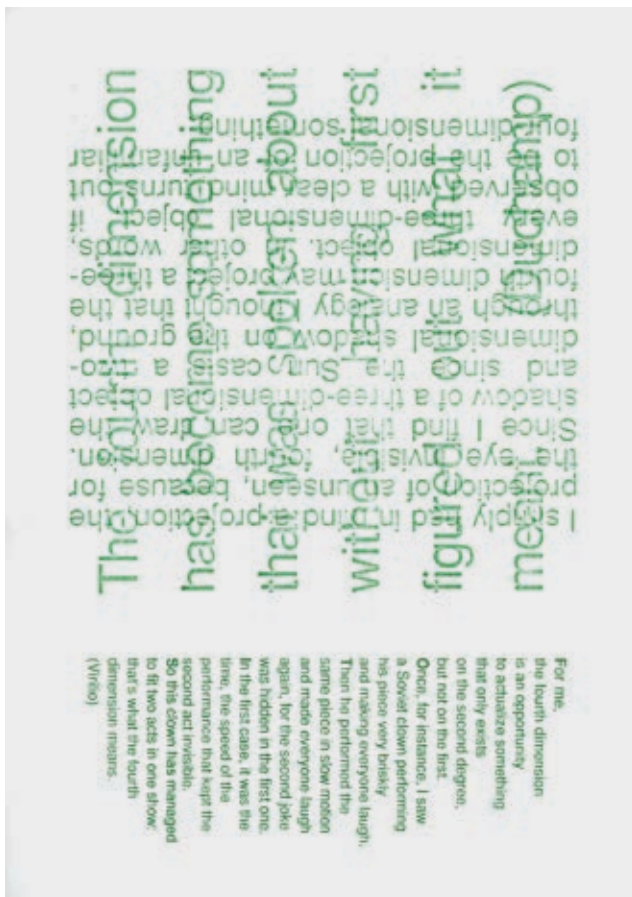 The fourth dimension
has become something
that was spoken about
without having first
figured out what it
meant (Duchamp)
I simply had in mind a projection, the
projection of an unseen, because for
the eye invisible, fourth dimension.
Since I find that one can draw the
shadow of a three-dimensional object
and since the Sun casts a two-
dimensional shadow on the ground,
through an analogy I thought that the
fourth dimension may project a three-
dimensional object. In other words,
every three-dimensional object if
observed with a clear mind turns out
to be the projection of an unfamiliar
four dimensional something
For me,
the fourth dimension
is an opportunity
to actualize something
that only exists
on the second degree,
but not on the first.
Once, for instance, I saw
a Soviet clown performing
his piece very briskly
and making everyone laugh.
Then he performed the
same piece in slow motion
and made everyone laugh
again, for the second joke
was hidden in the first one.
In the first case, it was the
time, the speed of the
performance that kept the
second act invisible.
So this clown has managed
to fit two acts in one show:
that's what the fourth
dimension means.
(Virilio)